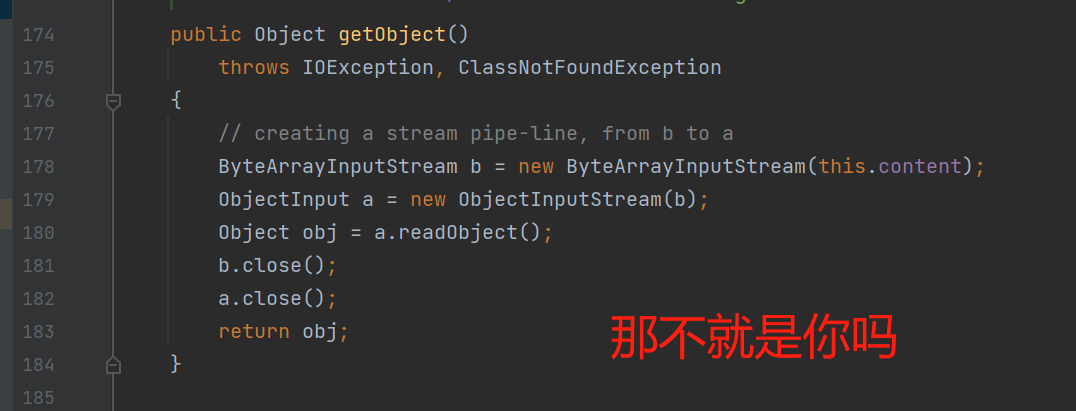 174 public Object getObject()
175 throws IOException, ClassNotFoundException
176 {
177 // creating a stream pipe-line, from b to a
178 ByteArrayInputStream b = new ByteArrayInputStream(this.content);
179 ObjectInput a = new ObjectInputStream(b);
180 Object obj = a.readObject();
181 b.close();
182 a.close();
183 return obj;
那不就是你吗
184 }
185